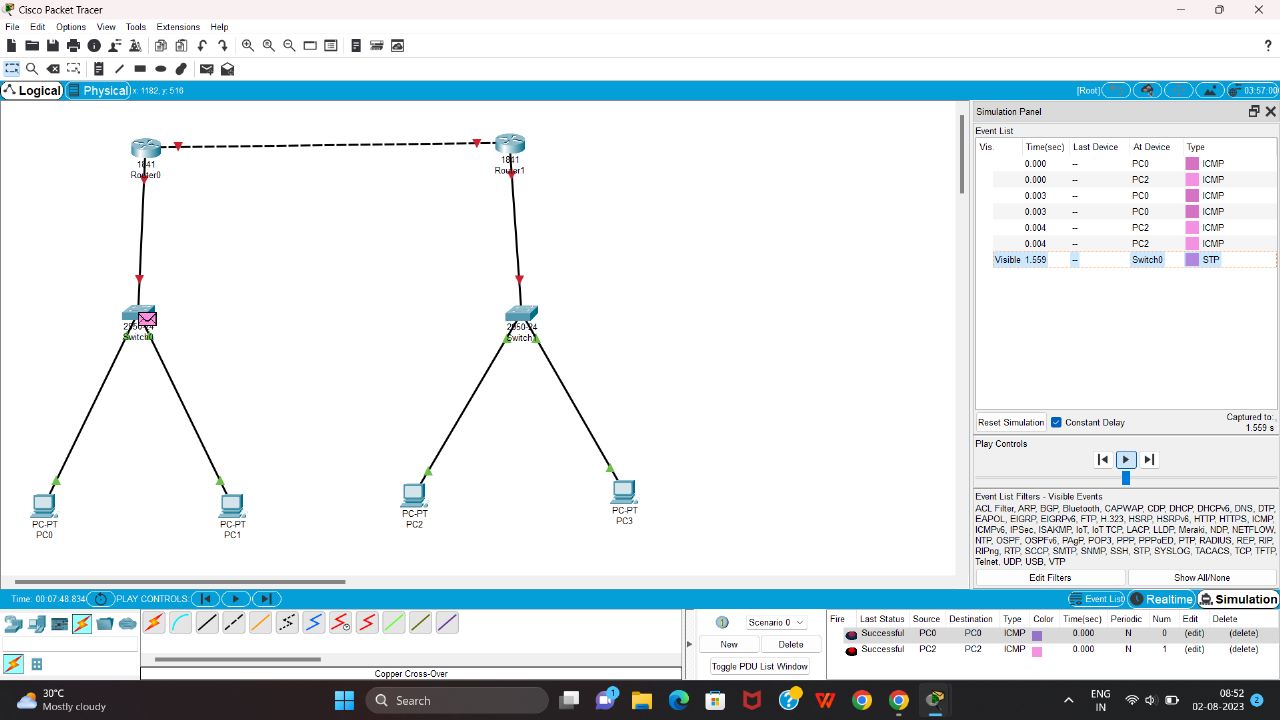 Cisco Packet Tracer
File Edit Options View Tools Extensions Help
?
Logical Physical x: 1182, y: 516 [Root] 03:57:00
1841
Router0
1841
Router1
2950-24
Switch0
2950-24
Switch1
PC-PT
PC0
PC-PT
PC1
PC-PT
PC2
PC-PT
PC3
Simulation Panel
Event List
Vis. Time(sec) Last Device At Device Type
0.000 -- PC0 ICMP
0.000 -- PC2 ICMP
0.003 -- PC0 ICMP
0.003 -- PC0 ICMP
0.004 -- PC2 ICMP
0.004 -- PC2 ICMP
Visible 1.559 -- Switch0 STP
Reset Simulation Constant Delay Captured to:
1.559 s
Play Controls
Event List Filters - Visible Events
ACL Filter, ARP, BGP, Bluetooth, CAPWAP, CDP, DHCP, DHCPv6, DNS, DTP,
EAPOL, EIGRP, EIGRPv6, FTP, H.323, HSRP, HSRPv6, HTTP, HTTPS, ICMP,
ICMPv6, IPSec, ISAKMP, IoT, IoT TCP, LACP, LLDP, Meraki, NDP, NETFLOW,
NTP, OSPF, OSPFv6, PAgP, POP3, PPP, PPPoED, PTP, RADIUS, REP, RIP,
RIPng, RTP, SCCP, SMTP, SNMP, SSH, STP, SYSLOG, TACACS, TCP, TFTP,
Telnet, UDP, USB, VTP
Edit Filters Show All/None
Time: 00:07:48.834 PLAY CONTROLS: Event List Realtime Simulation
Scenario 0
New Delete
Toggle PDU List Window
Fire Last Status Source Destination Type Color Time(sec) Periodic Num Edit Delete
Successful PC0 PC0 ICMP 0.000 N 0 (edit) (delete)
Successful PC2 PC2 ICMP 0.000 N 1 (edit) (delete)
Copper Cross-Over
30°C
Mostly cloudy
Search
1
ENG
IN
08:52
02-08-2023
2